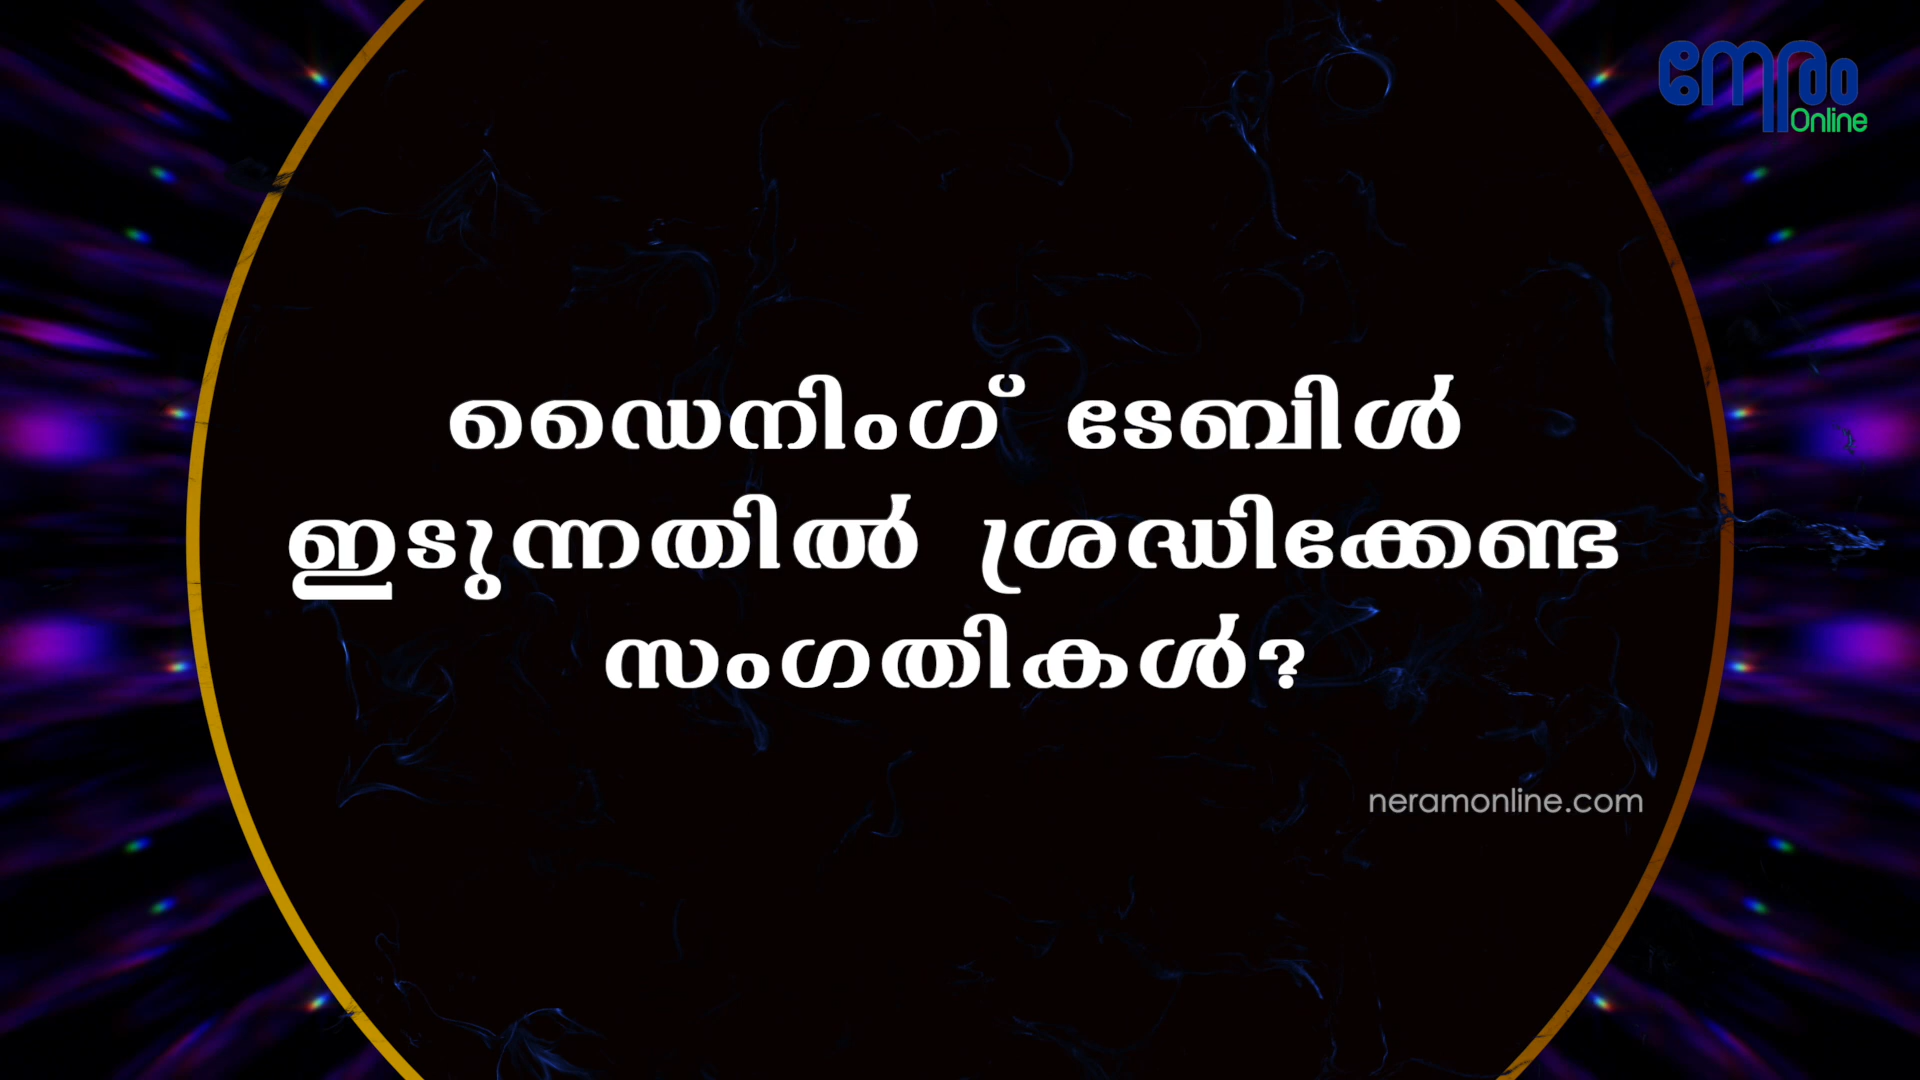 നേരം
Online
ഡൈനിംഗ് ടേബിൾ
ഇടുന്നതിൽ ശ്രദ്ധിക്കേണ്ട
സംഗതികൾ?
neramonline.com